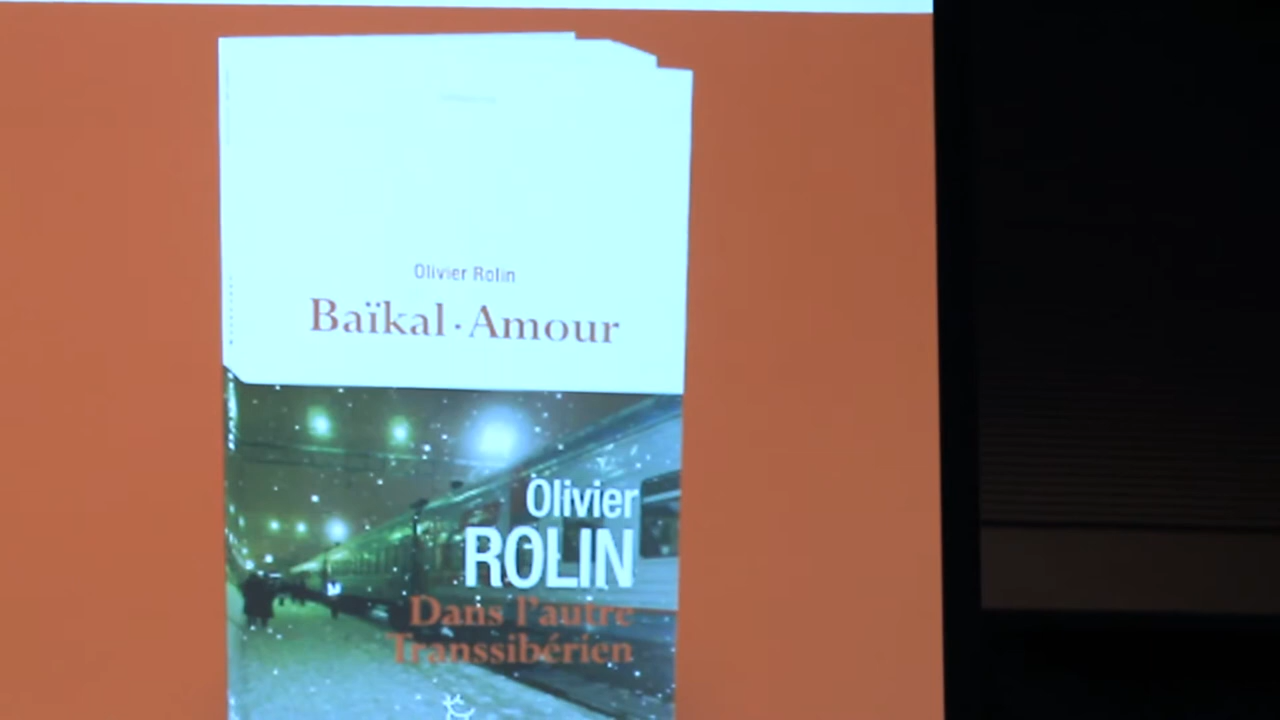 Olivier Rolin
Baïkal·Amour
Olivier
ROLIN
Dans l'autre
Transsibérien